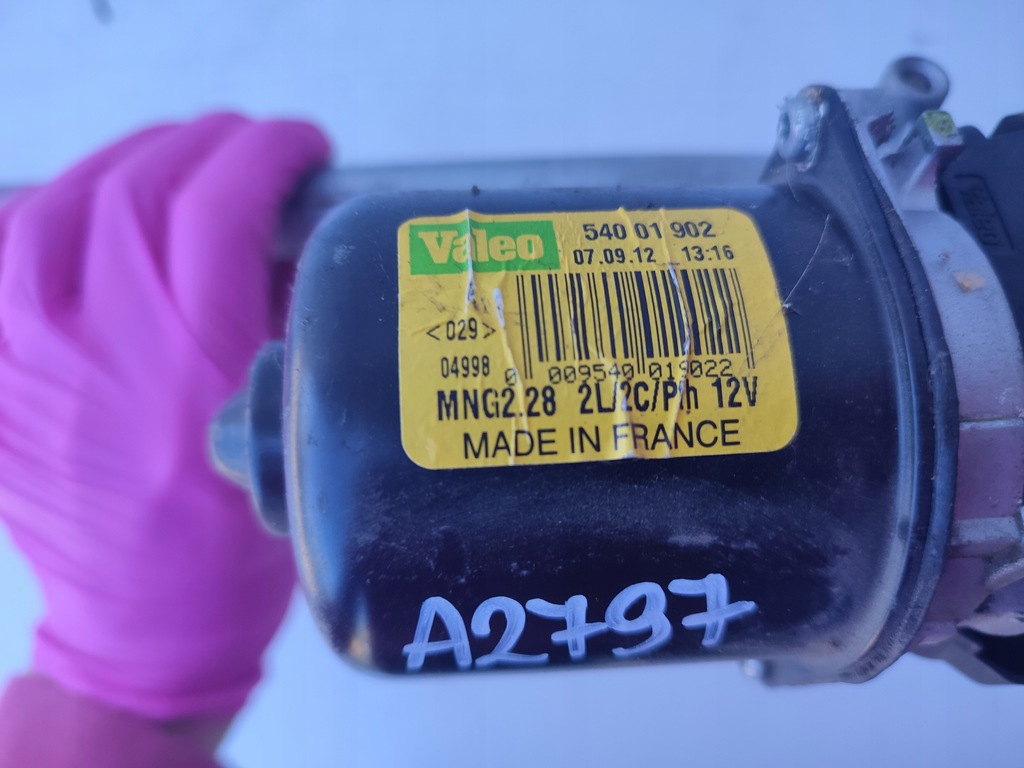 Valeo
540 01 902
07.09.12 13:16
<029>
04998
0 009540 019022
MNG2.28 2L/2C/P.h 12V
MADE IN FRANCE
A2797